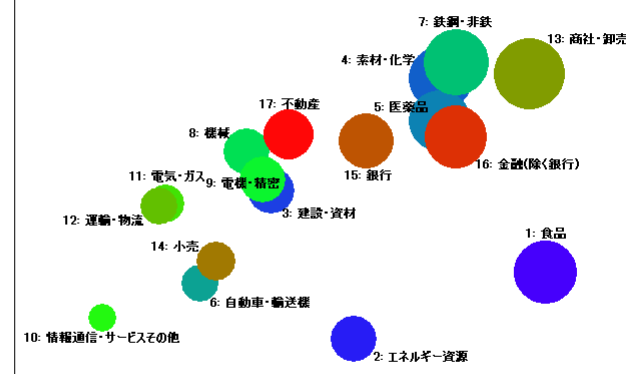 7: 鉄鋼・非鉄
13: 商社・卸売
4: 素材・化学
17: 不動産
5: 医薬品
8: 機械
16: 金融(除く銀行)
15: 銀行
11: 電気・ガス
9: 電機・精密
3: 建設・資材
12: 運輸・物流
1: 食品
14: 小売
6: 自動車・輸送機
10: 情報通信・サービスその他
2: エネルギー資源